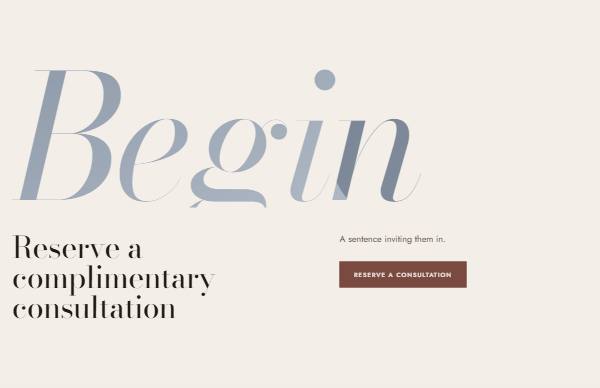 Begin
Reserve a
complimentary
consultation
A sentence inviting them in.
RESERVE A CONSULTATION